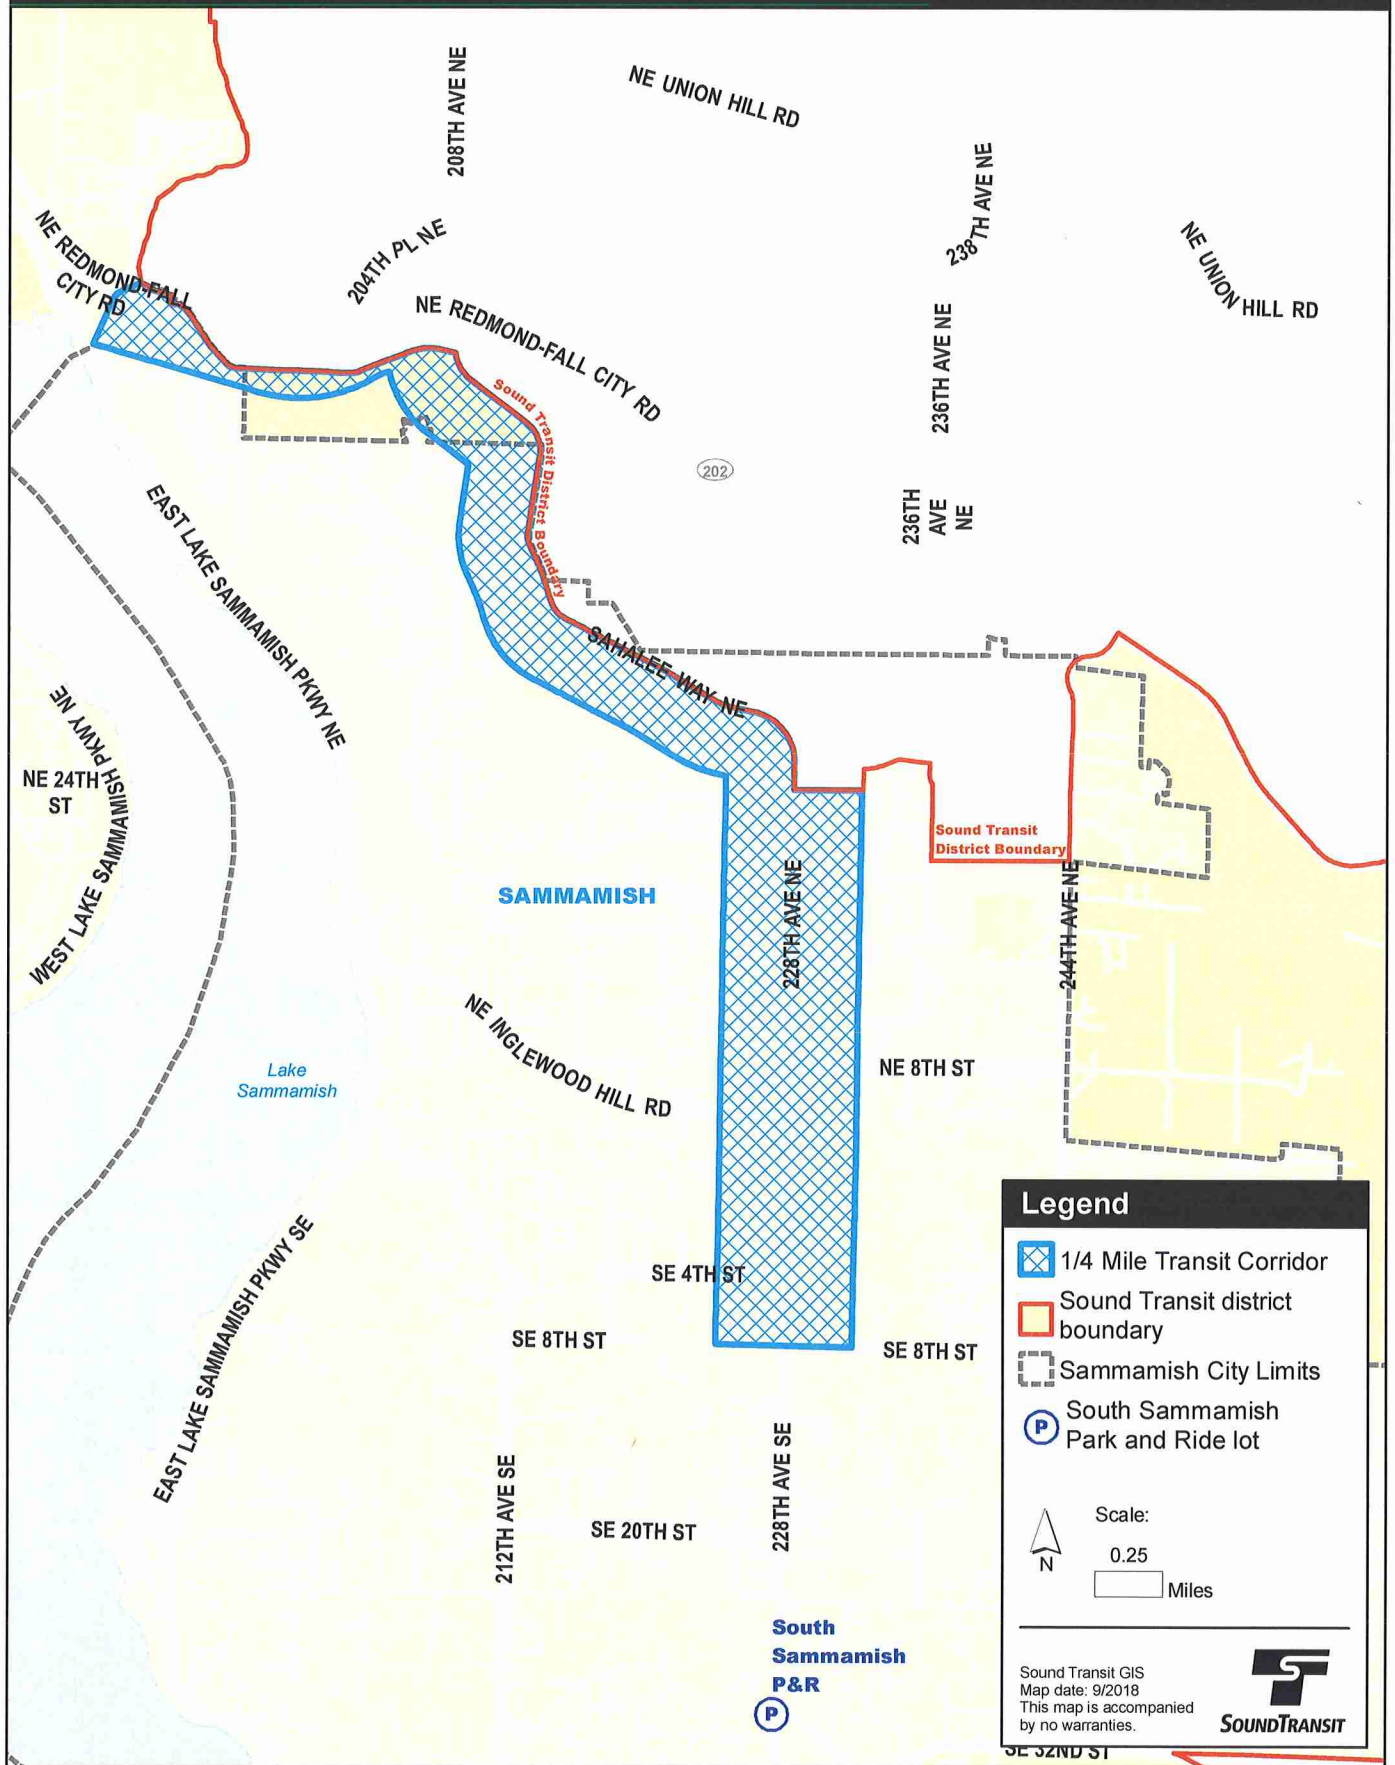 208TH AVE NE
NE UNION HILL RD
238TH AVE NE
NE UNION HILL RD
NE REDMOND-FALL
CITY RD
204TH PL NE
NE REDMOND-FALL CITY RD
236TH AVE NE
Sound Transit District Boundary
202
236TH
AVE
NE
EAST LAKE SAMMAMISH PKWY NE
SAHALEE WAY NE
WEST LAKE SAMMAMISH PKWY NE
NE 24TH
ST
Sound Transit
District Boundary
SAMMAMISH
228TH AVE NE
244TH AVE NE
NE INGLEWOOD HILL RD
NE 8TH ST
Lake
Sammamish
EAST LAKE SAMMAMISH PKWY SE
SE 4TH ST
SE 8TH ST
SE 8TH ST
212TH AVE SE
228TH AVE SE
SE 20TH ST
South
Sammamish
P&R
P
Legend
1/4 Mile Transit Corridor
Sound Transit district
boundary
Sammamish City Limits
P
South Sammamish
Park and Ride lot
N
Scale:
0.25
Miles
Sound Transit GIS
Map date: 9/2018
This map is accompanied
by no warranties.
SOUNDTRANSIT
SE 32ND ST